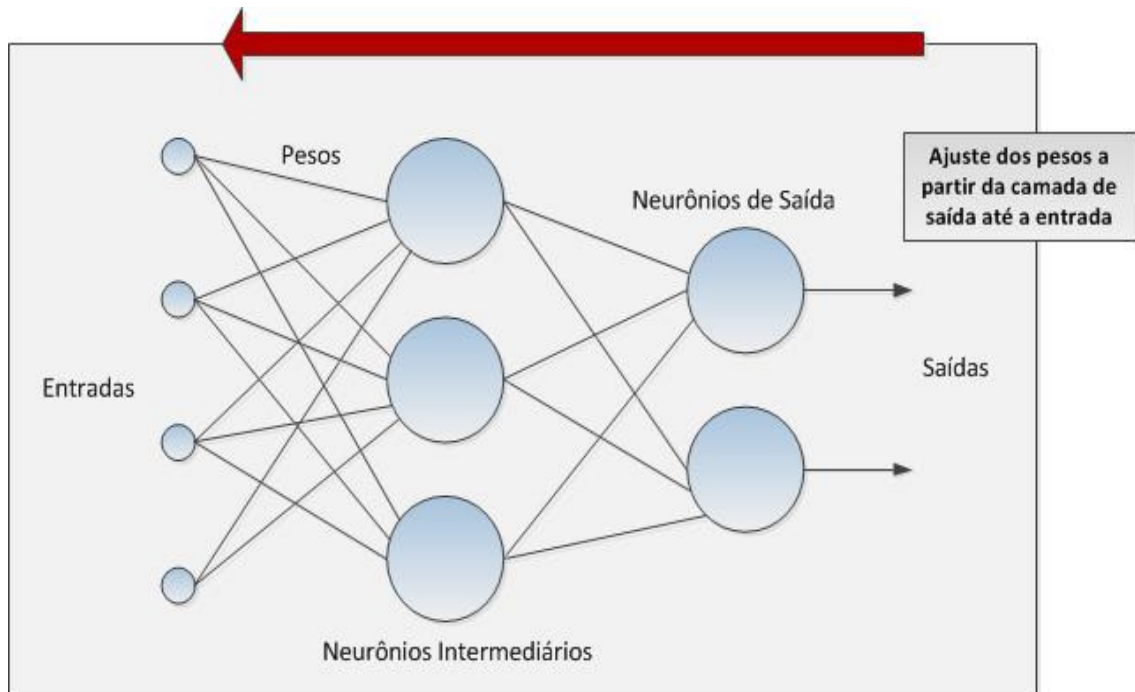 Pesos
Ajuste dos pesos a
partir da camada de
saída até a entrada
Neurônios de Saída
Entradas
Saídas
Neurônios Intermediários